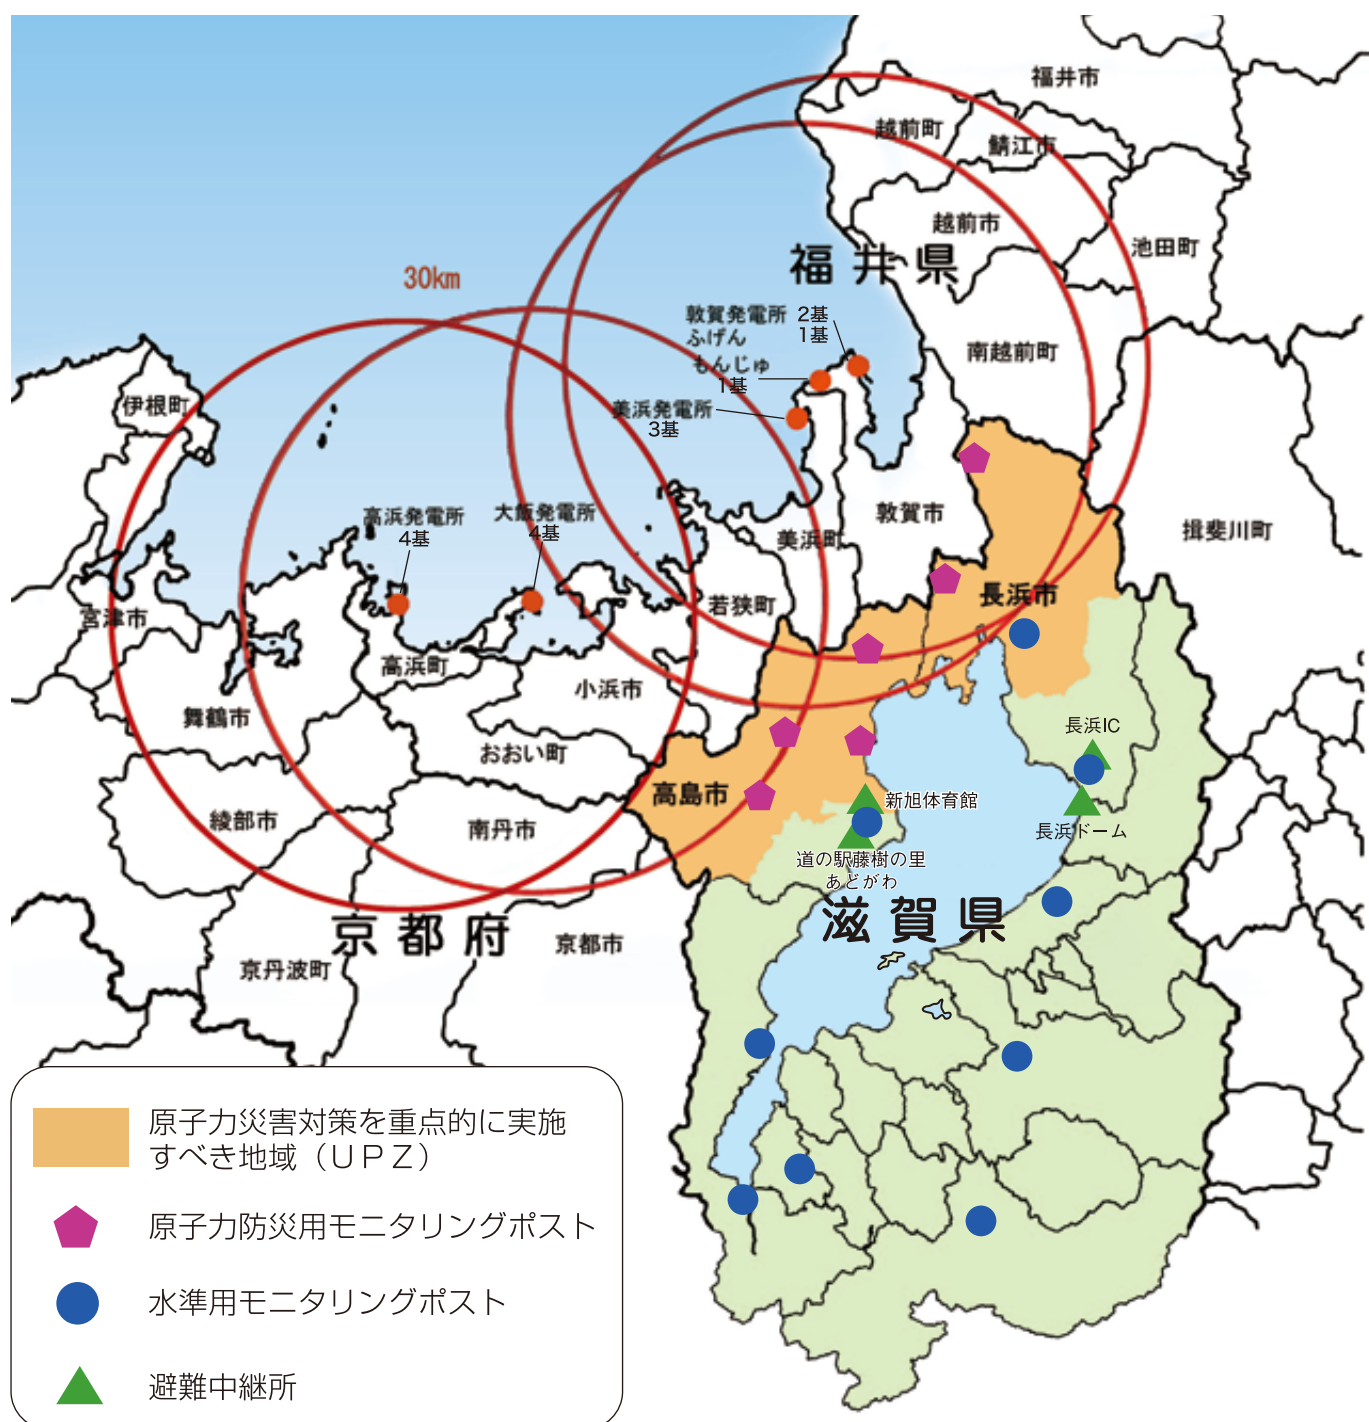 福井市
越前町
鯖江市
越前市
池田町
福井県
30km
敦賀発電所 2基
ふげん 1基
もんじゅ
1基
南越前町
美浜発電所
3基
伊根町
高浜発電所
4基
大飯発電所
4基
敦賀市
美浜町
揖斐川町
長浜市
若狭町
宮津市
高浜町
小浜市
舞鶴市
おおい町
長浜IC
高島市
新旭体育館
綾部市
南丹市
長浜ドーム
道の駅藤樹の里
あどがわ
滋賀県
京都府
京都市
京丹波町
原子力災害対策を重点的に実施
すべき地域（ＵＰＺ）
原子力防災用モニタリングポスト
水準用モニタリングポスト
避難中継所